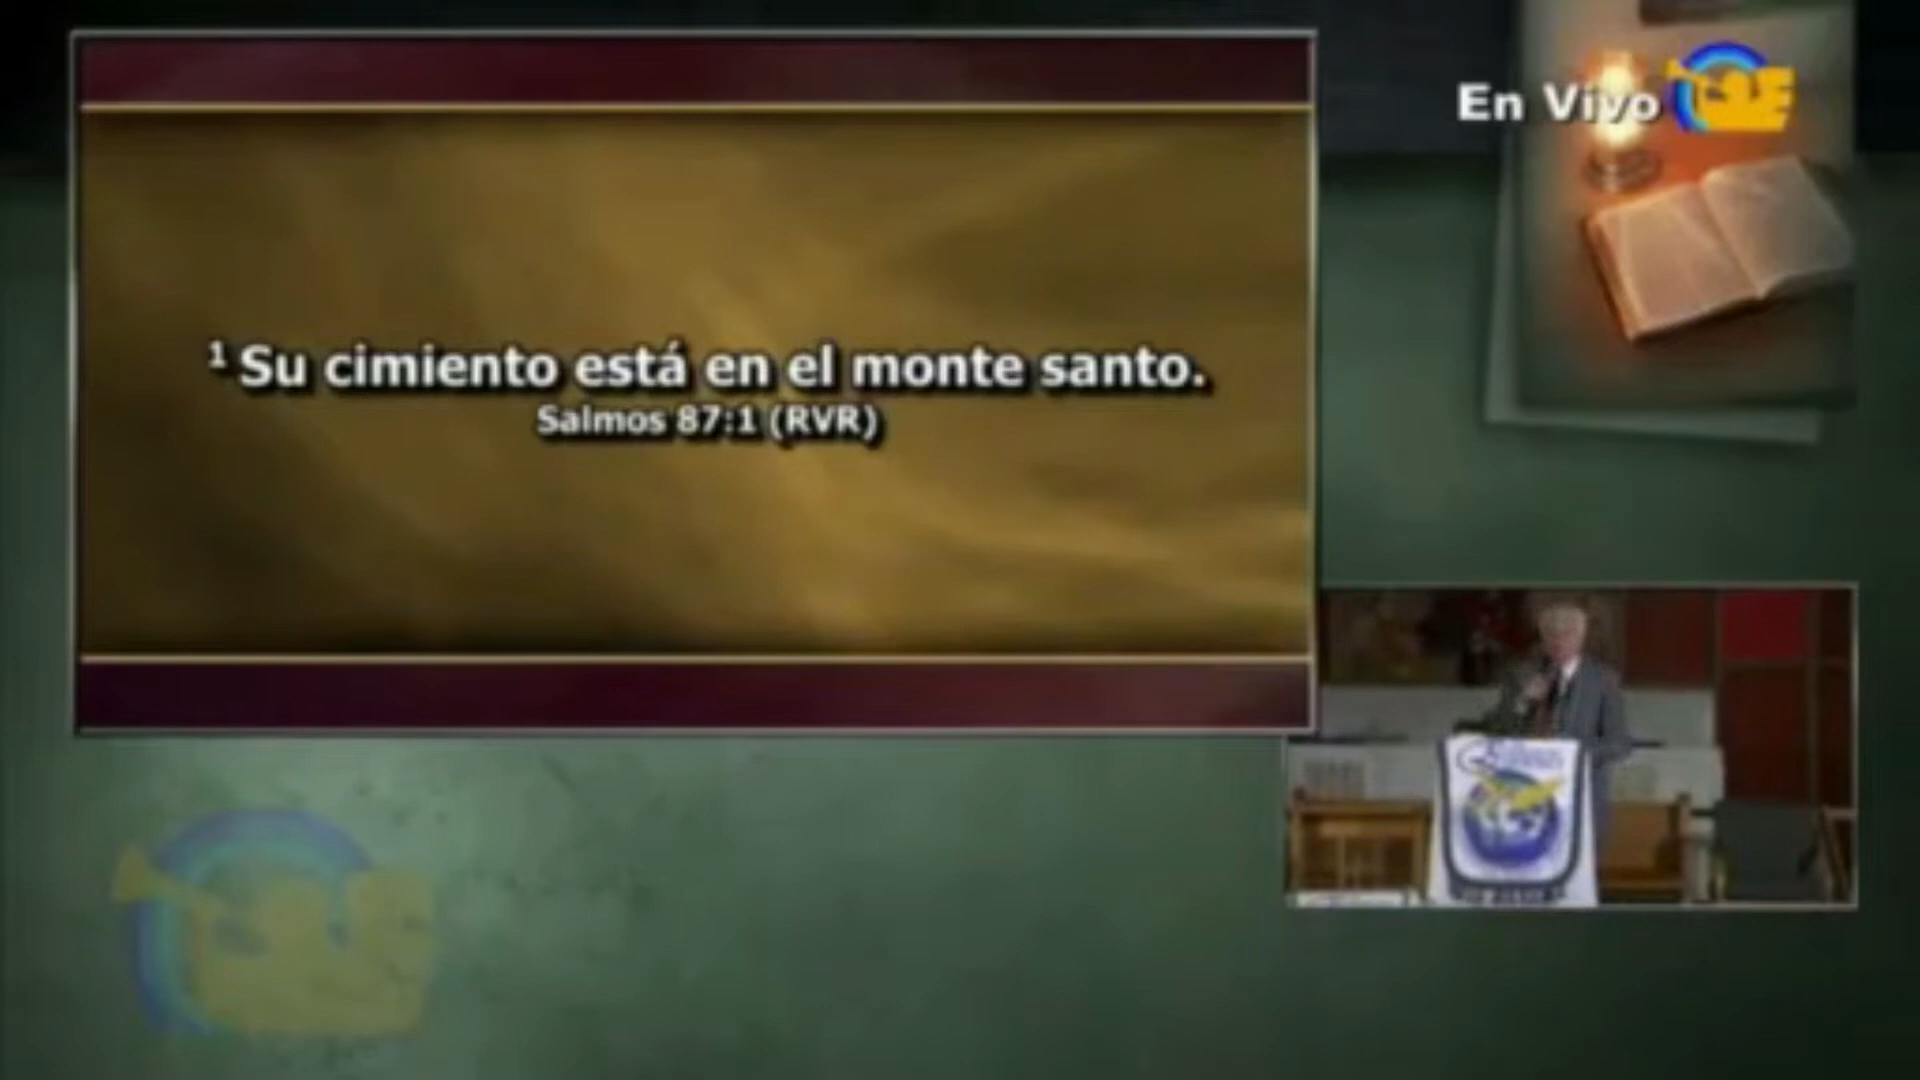 En Vivo
¹ Su cimiento está en el monte santo.
Salmos 87:1 (RVR)